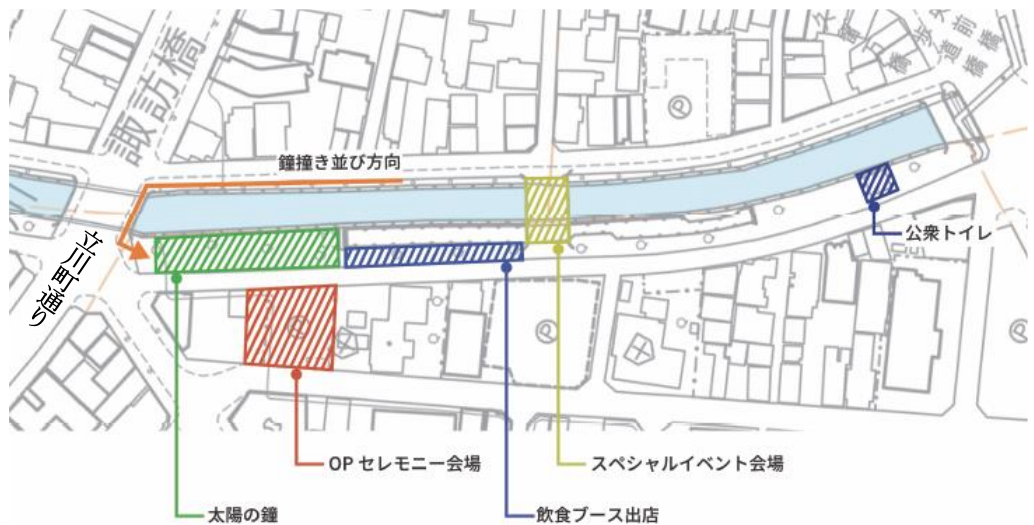 諏訪橋
鐘撞き並び方向
立川町通り
公衆トイレ
OP セレモニー会場
スペシャルイベント会場
太陽の鐘
飲食ブース出店
Ⓟ
Ⓟ
Ⓟ